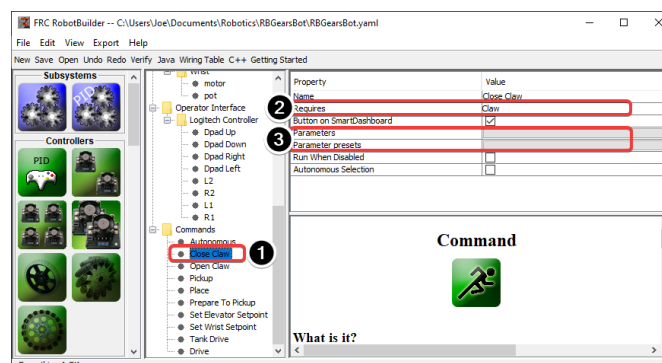 FRC RobotBuilder -- C:\Users\Joe\Documents\Robotics\RBGearsBot\RBGearsBot.yaml
File Edit View Export Help
New Save Open Undo Redo Verify Java Wiring Table C++ Getting Started
Subsystems
PID
Controllers
PID
Wrist
motor
pot
Operator Interface
Logitech Controller
Dpad Up
Dpad Down
Dpad Right
Dpad Left
L2
R2
L1
R1
Commands
Autonomous
Close Claw
Open Claw
Pickup
Place
Prepare To Pickup
Set Elevator Setpoint
Set Wrist Setpoint
Tank Drive
Drive
1
Property Value
Name Close Claw
2 Requires Claw
Button on SmartDashboard
3 Parameters
Parameter presets
Run When Disabled
Autonomous Selection
Command
What is it?